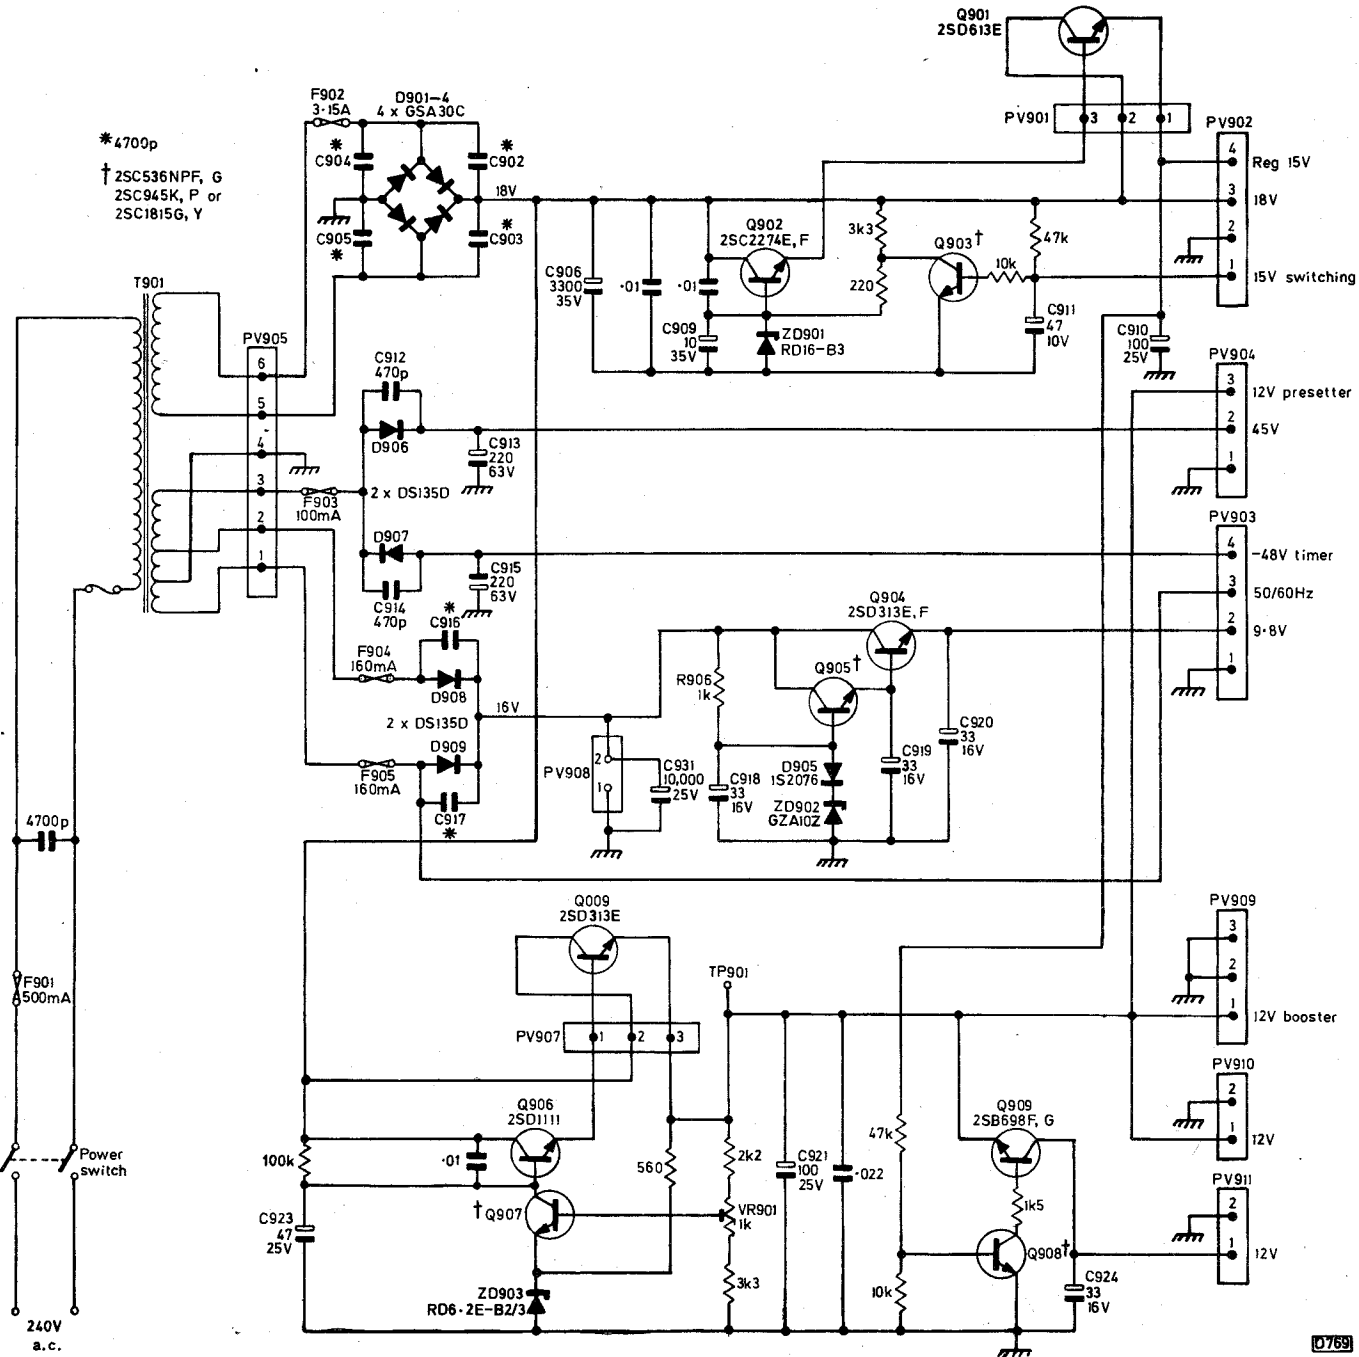 Q901
2SD613E
F902
3·15A
D901-4
4 x GSA30C
PV901
3
2
1
PV902
* 4700p
*
C904
*
C902
4
Reg 15V
† 2SC536NPF, G
2SC945K, P or
2SC1815G, Y
18V
3
18V
C905
*
*
C903
Q902
2SC2274E, F
3k3
Q903†
47k
2
C906
3300
35V
·01
·01
220
10k
1
15V switching
T901
C909
10
35V
ZD901
RD16-B3
C911
47
10V
C910
100
25V
PV905
PV904
6
C912
470p
3
12V presetter
5
D906
C913
220
63V
2
45V
4
1
3
F903
100mA
2 x DS135D
2
D907
PV903
4
-48V timer
1
C914
470p
C915
220
63V
Q904
2SD313E, F
3
50/60Hz
*
C916
2
9·8V
F904
160mA
D908
R906
1k
Q905†
1
2 x DS135D
16V
D909
C920
33
16V
F905
160mA
PV908
2
1
C931
10,000
25V
C918
33
16V
D905
1S2076
C919
33
16V
ZD902
GZA10Z
C917
*
4700p
Q009
2SD313E
PV909
3
F901
500mA
TP901
2
1
12V booster
PV907
1
2
3
PV910
Q906
2SD1111
Q909
2SB698F, G
2
1
12V
Power
switch
100k
·01
560
2k2
C921
100
25V
·022
47k
PV911
† Q907
VR901
1k
1k5
2
C923
47
25V
Q908†
1
12V
ZD903
RD6·2E-B2/3
3k3
10k
C924
33
16V
240V
a.c.
D769